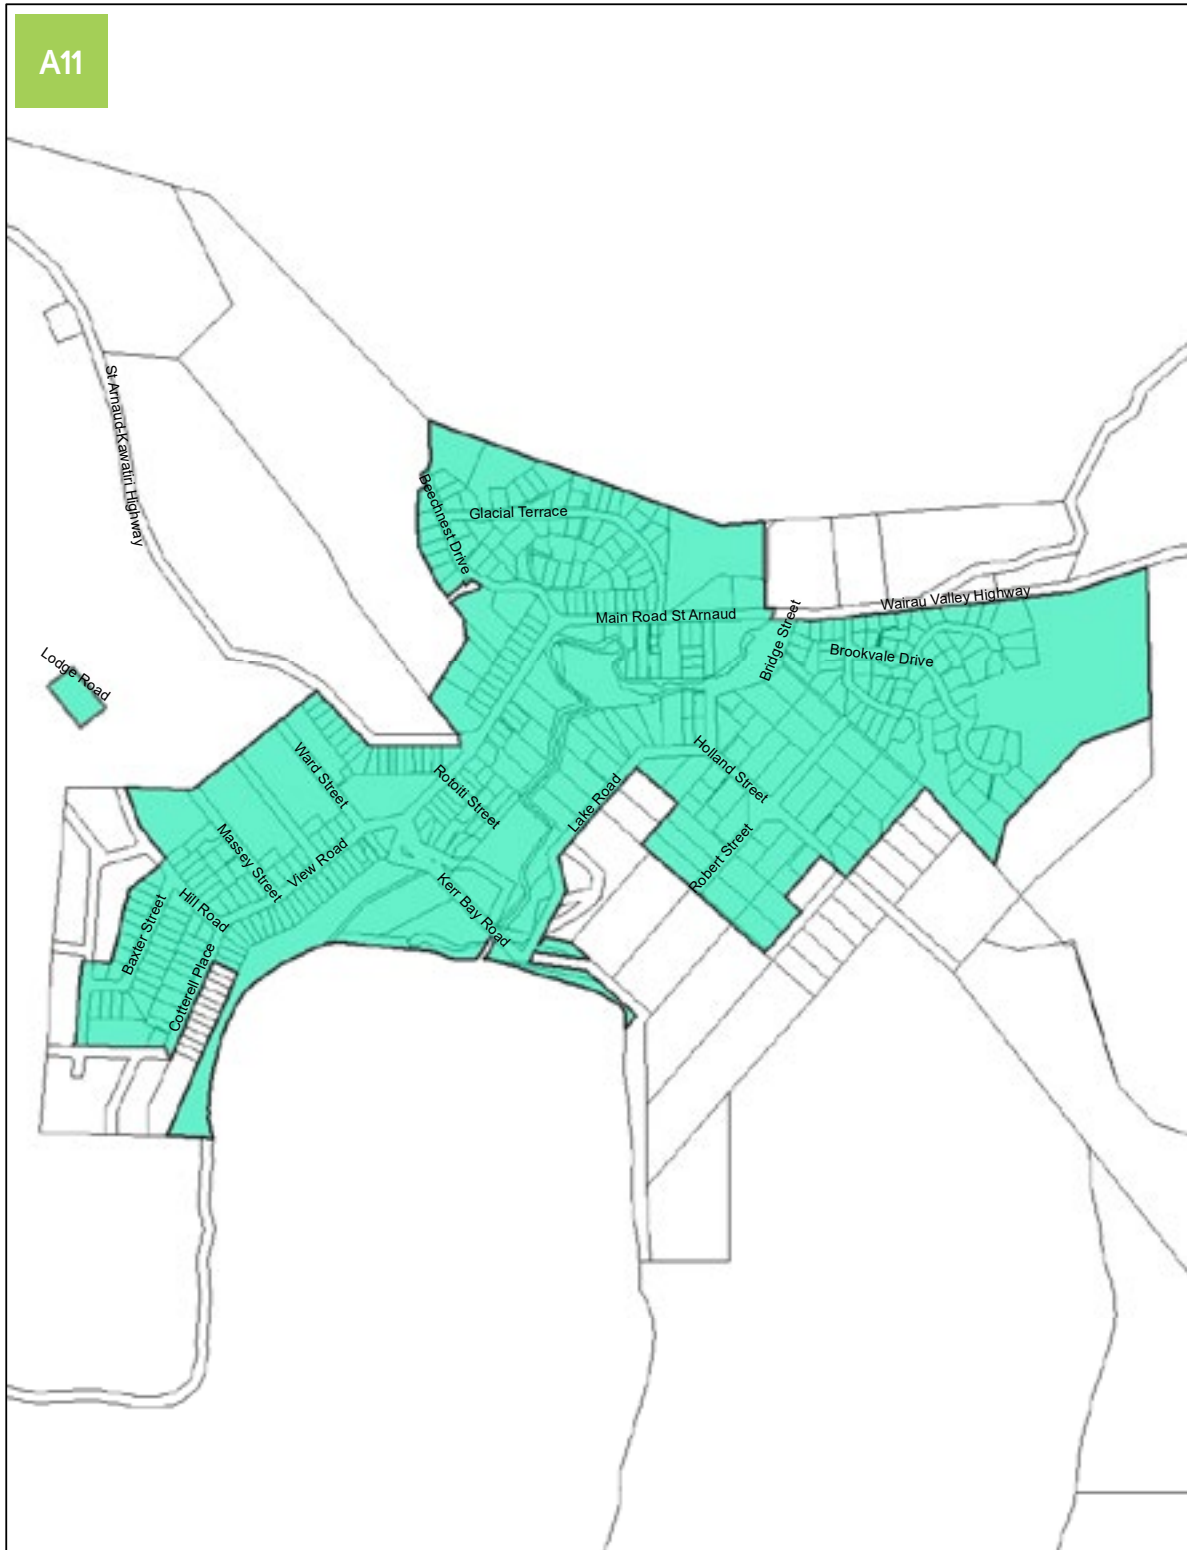 A11
St Arnaud-Kawatiri Highway
Beechnest Drive
Glacial Terrace
Main Road St Arnaud
Wairau Valley Highway
Bridge Street
Brookvale Drive
Lodge Road
Ward Street
Rotoiti Street
Lake Road
Holland Street
Robert Street
Massey Street
View Road
Hill Road
Kerr Bay Road
Baxter Street
Cotterell Place